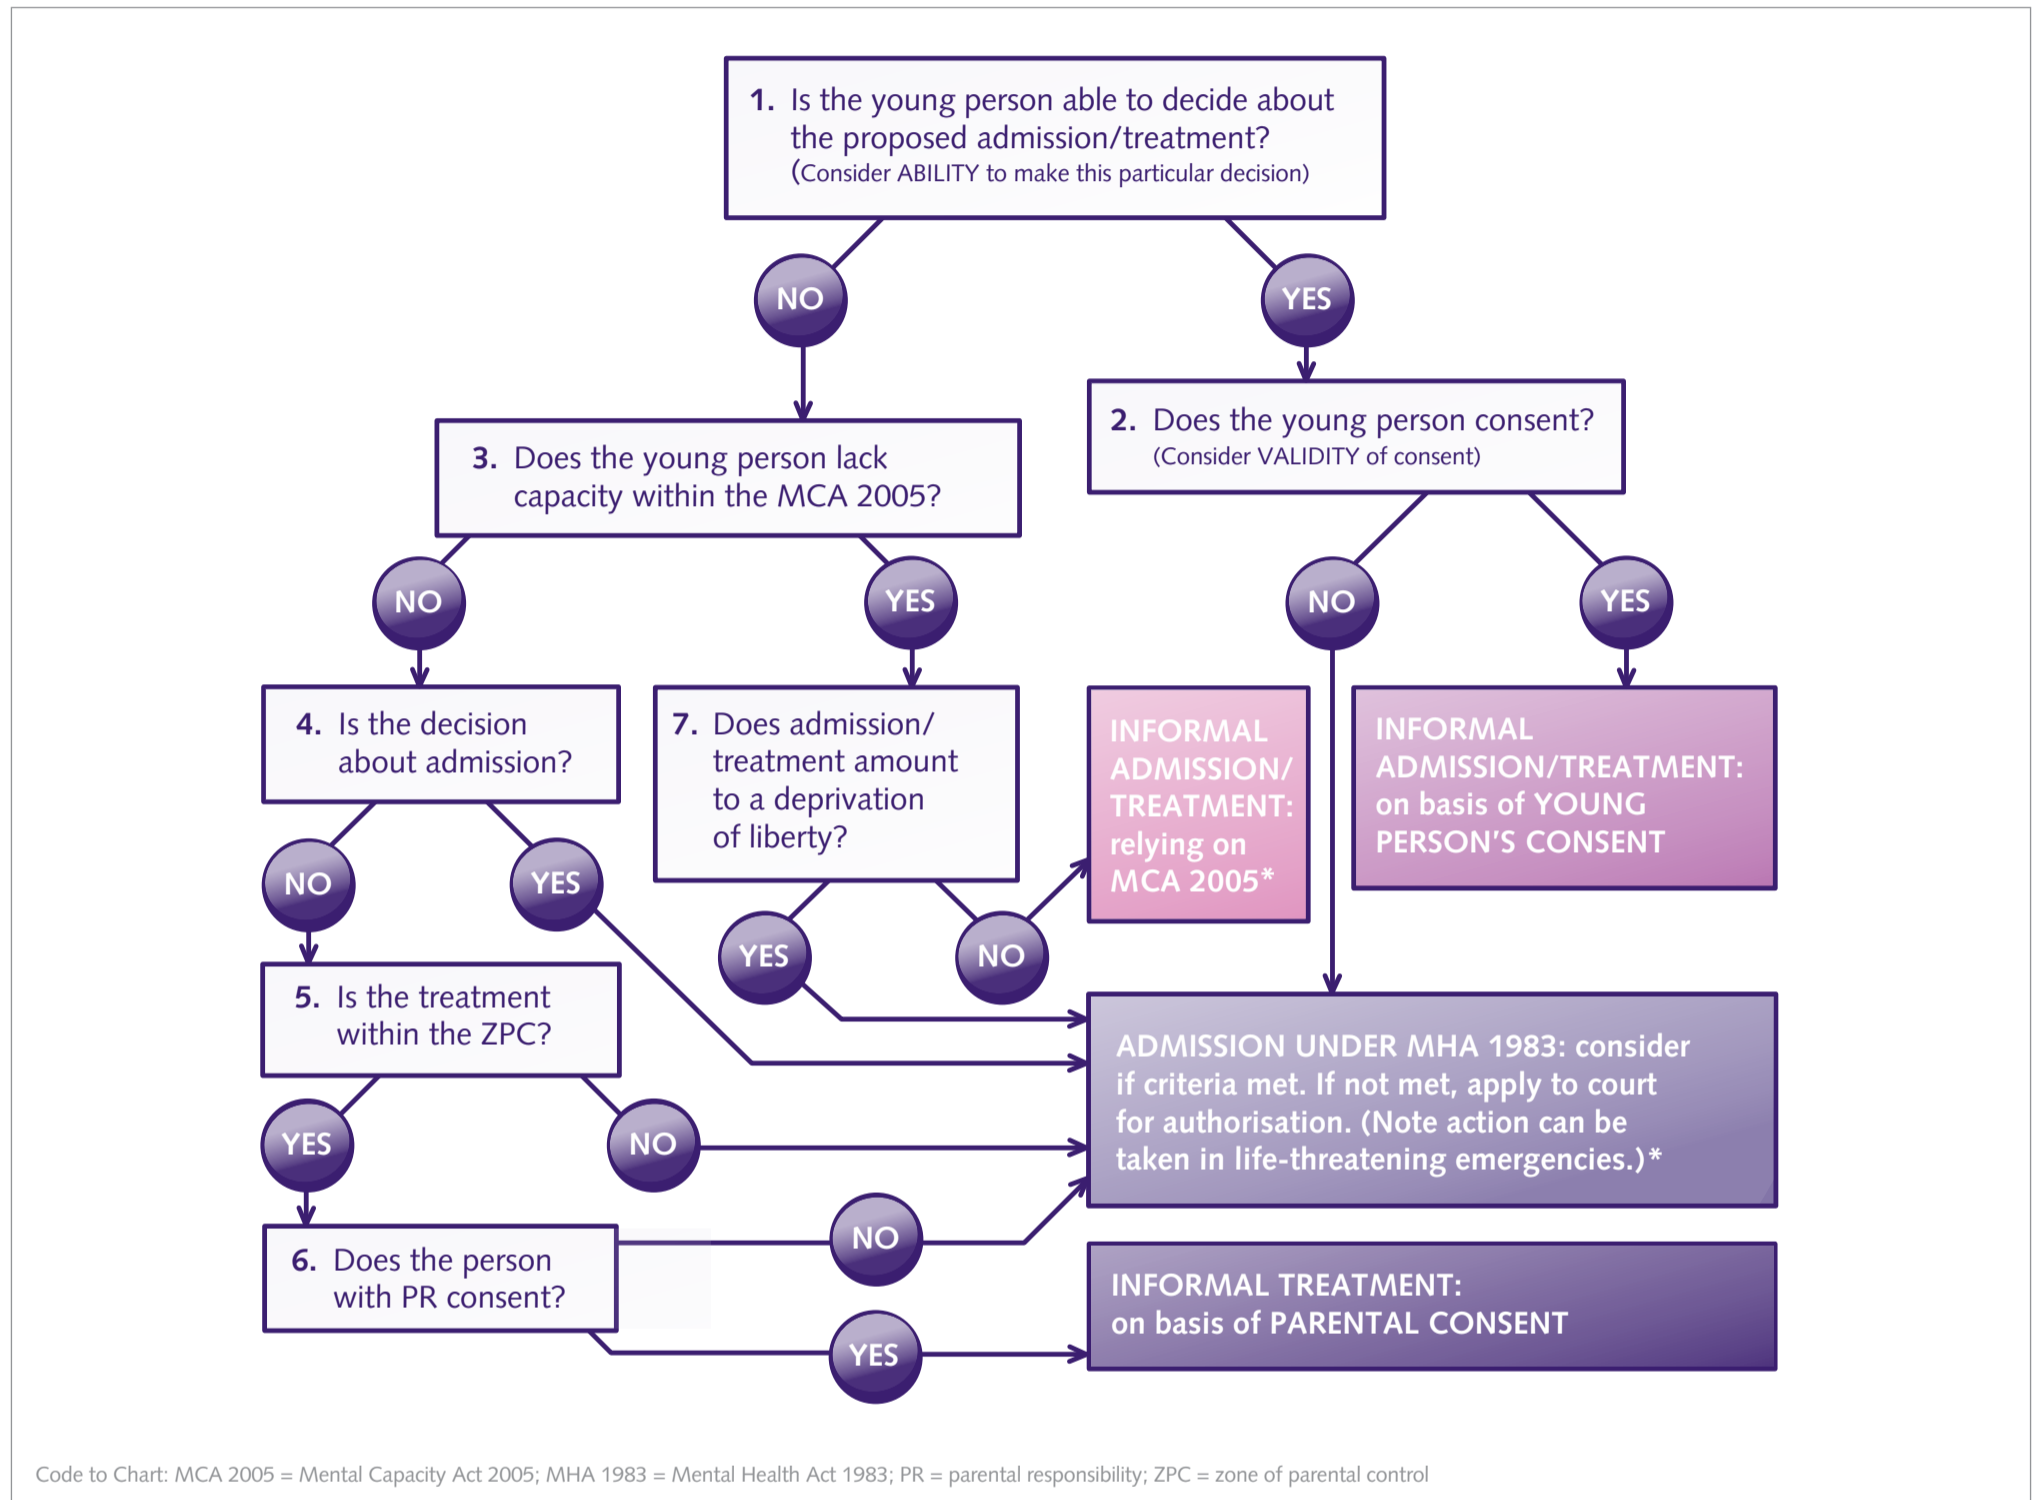 1. Is the young person able to decide about
the proposed admission/treatment?
(Consider ABILITY to make this particular decision)
NO
YES
2. Does the young person consent?
(Consider VALIDITY of consent)
3. Does the young person lack
capacity within the MCA 2005?
NO
YES
NO
YES
4. Is the decision
about admission?
7. Does admission/
treatment amount
to a deprivation
of liberty?
INFORMAL
ADMISSION/
TREATMENT:
relying on
MCA 2005*
INFORMAL
ADMISSION/TREATMENT:
on basis of YOUNG
PERSON'S CONSENT
NO
YES
YES
NO
5. Is the treatment
within the ZPC?
ADMISSION UNDER MHA 1983: consider
if criteria met. If not met, apply to court
for authorisation. (Note action can be
taken in life-threatening emergencies.)*
YES
NO
6. Does the person
with PR consent?
NO
YES
INFORMAL TREATMENT:
on basis of PARENTAL CONSENT
Code to Chart: MCA 2005 = Mental Capacity Act 2005; MHA 1983 = Mental Health Act 1983; PR = parental responsibility; ZPC = zone of parental control